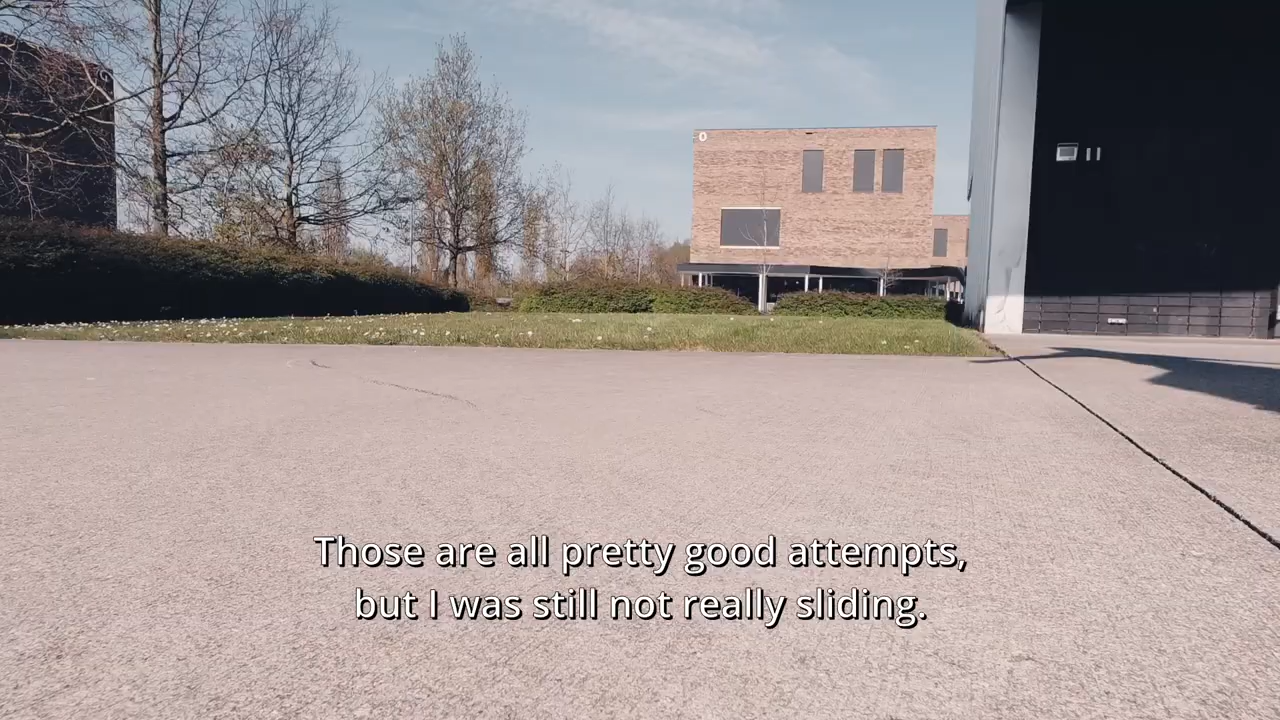 Those are all pretty good attempts,
but I was still not really sliding.